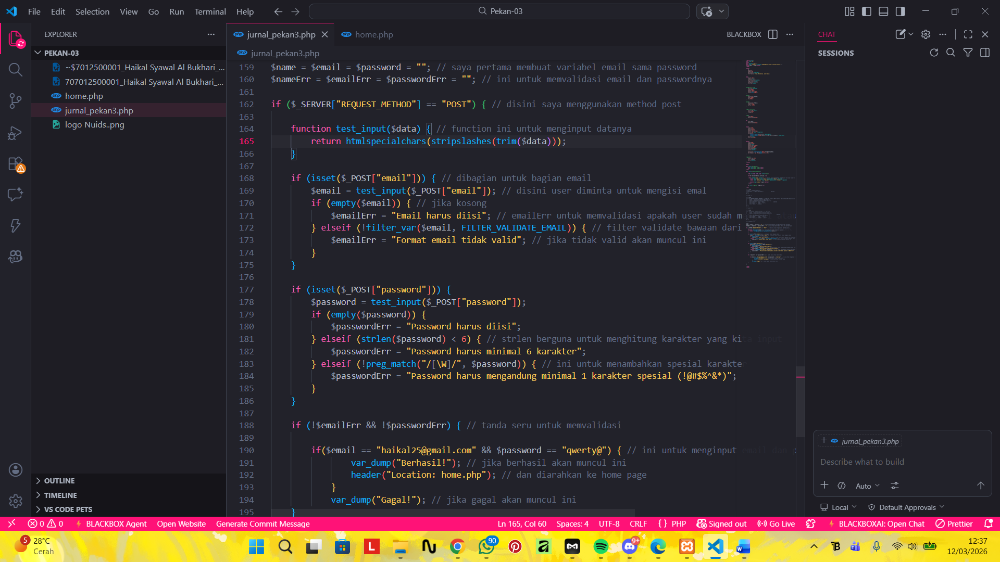 File Edit Selection View Go Run Terminal Help
Pekan-03
EXPLORER
PEKAN-03
~$7012500001_Haikal Syawal Al Bukhari_...
707012500001_Haikal Syawal Al Bukhari_...
home.php
jurnal_pekan3.php
logo Nuids..png
OUTLINE
TIMELINE
VS CODE PETS
jurnal_pekan3.php
home.php
BLACKBOX
jurnal_pekan3.php
159 $name = $email = $password = ""; // saya pertama membuat variabel email sama password
160 $nameErr = $emailErr = $passwordErr = ""; // ini untuk memvalidasi email dan passwordnya
161
162 if ($_SERVER["REQUEST_METHOD"] == "POST") { // disini saya menggunakan method post
163
164 function test_input($data) { // function ini untuk menginput datanya
165 return htmlspecialchars(stripslashes(trim($data)));
166 }
167
168 if (isset($_POST["email"])) { // dibagian untuk bagian email
169 $email = test_input($_POST["email"]); // disini user diminta untuk mengisi emal
170 if (empty($email)) { // jika kosong
171 $emailErr = "Email harus diisi"; // emailErr untuk memvalidasi apakah user sudah m
172 } elseif (!filter_var($email, FILTER_VALIDATE_EMAIL)) { // filter validate bawaan dari
173 $emailErr = "Format email tidak valid"; // jika tidak valid akan muncul ini
174 }
175 }
176
177 if (isset($_POST["password"])) {
178 $password = test_input($_POST["password"]);
179 if (empty($password)) {
180 $passwordErr = "Password harus diisi";
181 } elseif (strlen($password) < 6) { // strlen berguna untuk menghitung karakter yang kita input
182 $passwordErr = "Password harus minimal 6 karakter";
183 } elseif (!preg_match("/[\W]/", $password)) { // ini untuk menambahkan spesial karakter
184 $passwordErr = "Password harus mengandung minimal 1 karakter spesial (!@#$%^&*)";
185 }
186 }
187
188 if (!$emailErr && !$passwordErr) { // tanda seru untuk memvalidasi
189
190 if($email == "haikal25@gmail.com" && $password == "qwerty@") { // ini untuk menginput email dan p
191 var_dump("Berhasil!"); // jika berhasil akan muncul ini
192 header("Location: home.php"); // dan diarahkan ke home page
193 }
194 var_dump("Gagal!"); // jika gagal akan muncul ini
195 }
CHAT
SESSIONS
jurnal_pekan3.php
Describe what to build
Auto
Local Default Approvals
0 0 BLACKBOX Agent Open Website Generate Commit Message Ln 165, Col 60 Spaces: 4 UTF-8 CRLF { } PHP Signed out Go Live BLACKBOXAI: Open Chat Prettier
5
28°C
Cerah
L
90
9+
12:37
12/03/2026